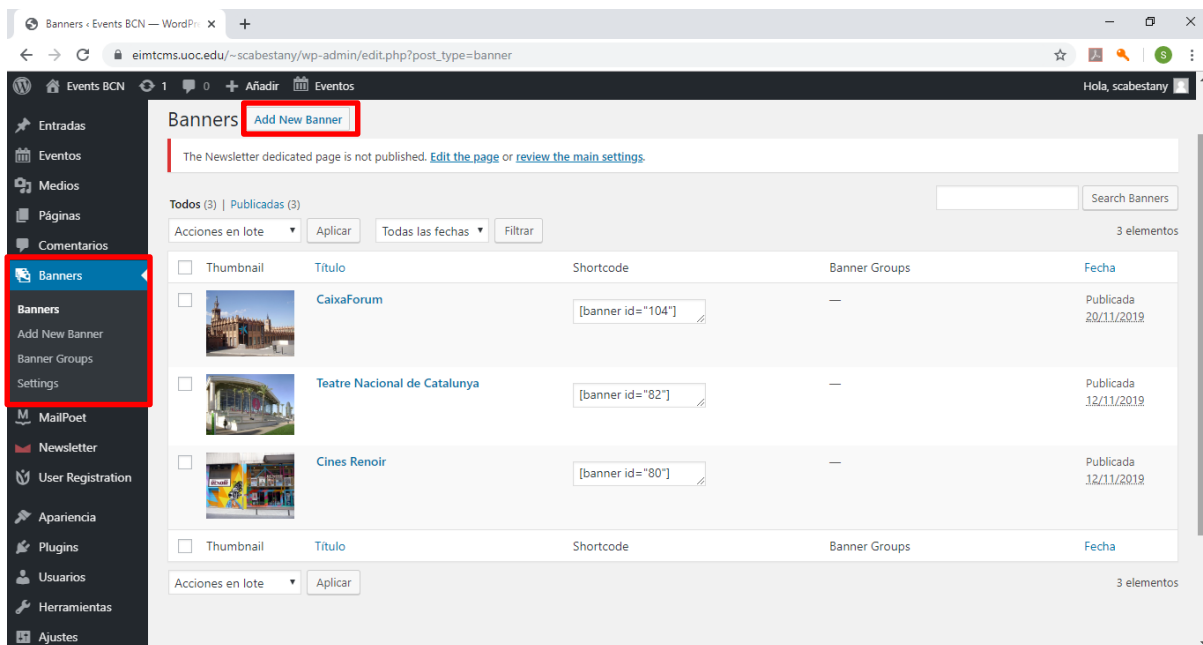 Banners ‹ Events BCN — WordPr
eimtcms.uoc.edu/~scabestany/wp-admin/edit.php?post_type=banner
S
Events BCN 1 0 Añadir Eventos Hola, scabestany
Entradas
Eventos
Medios
Páginas
Comentarios
Banners
Banners
Add New Banner
Banner Groups
Settings
MailPoet
Newsletter
User Registration
Apariencia
Plugins
Usuarios
Herramientas
Ajustes
Banners Add New Banner
The Newsletter dedicated page is not published. Edit the page or review the main settings.
Search Banners
Todos (3) | Publicadas (3)
Acciones en lote Aplicar Todas las fechas Filtrar 3 elementos
Thumbnail Título Shortcode Banner Groups Fecha
CaixaForum [banner id="104"] — Publicada
20/11/2019
Teatre Nacional de Catalunya [banner id="82"] — Publicada
12/11/2019
Cines Renoir [banner id="80"] — Publicada
12/11/2019
Thumbnail Título Shortcode Banner Groups Fecha
Acciones en lote Aplicar 3 elementos